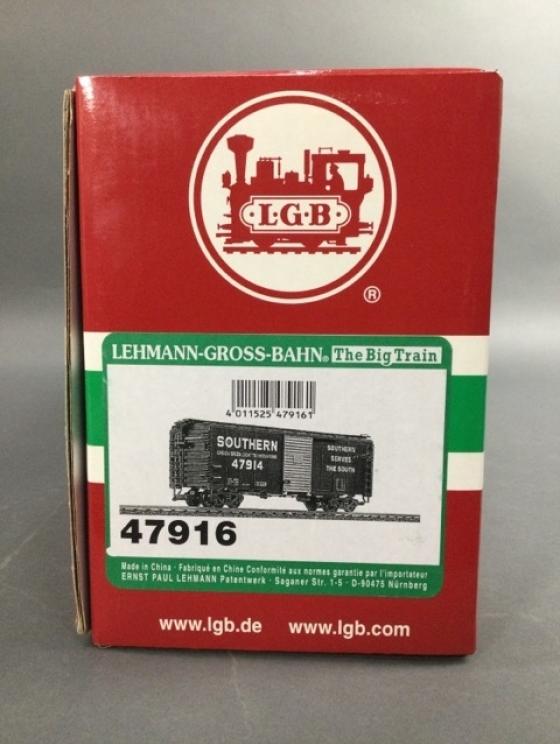 L·G·B
®
LEHMANN-GROSS-BAHN® The Big Train
4 011525 479161
SOUTHERN
47914
SOUTHERN
SERVES
THE SOUTH
47916
Made in China · Fabriqué en Chine Conformité aux normes garantie par l'importateur
ERNST PAUL LEHMANN Patentwerk · Saganer Str. 1-5 · D-90475 Nürnberg
www.lgb.de www.lgb.com